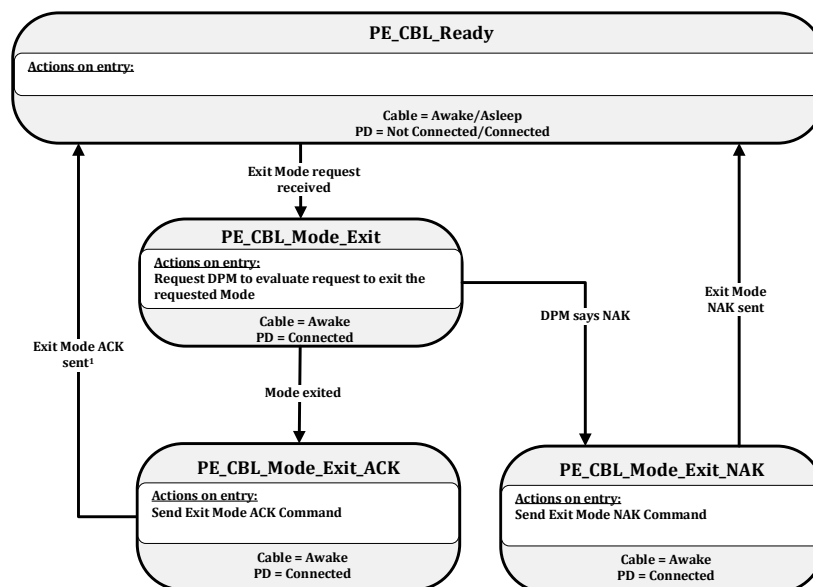 PE_CBL_Ready
Actions on entry:
Cable = Awake/Asleep
PD = Not Connected/Connected
Exit Mode request
received
PE_CBL_Mode_Exit
Actions on entry:
Request DPM to evaluate request to exit the
requested Mode
Cable = Awake
PD = Connected
DPM says NAK
Exit Mode
NAK sent
Exit Mode ACK
sent¹
Mode exited
PE_CBL_Mode_Exit_ACK
Actions on entry:
Send Exit Mode ACK Command
Cable = Awake
PD = Connected
PE_CBL_Mode_Exit_NAK
Actions on entry:
Send Exit Mode NAK Command
Cable = Awake
PD = Connected